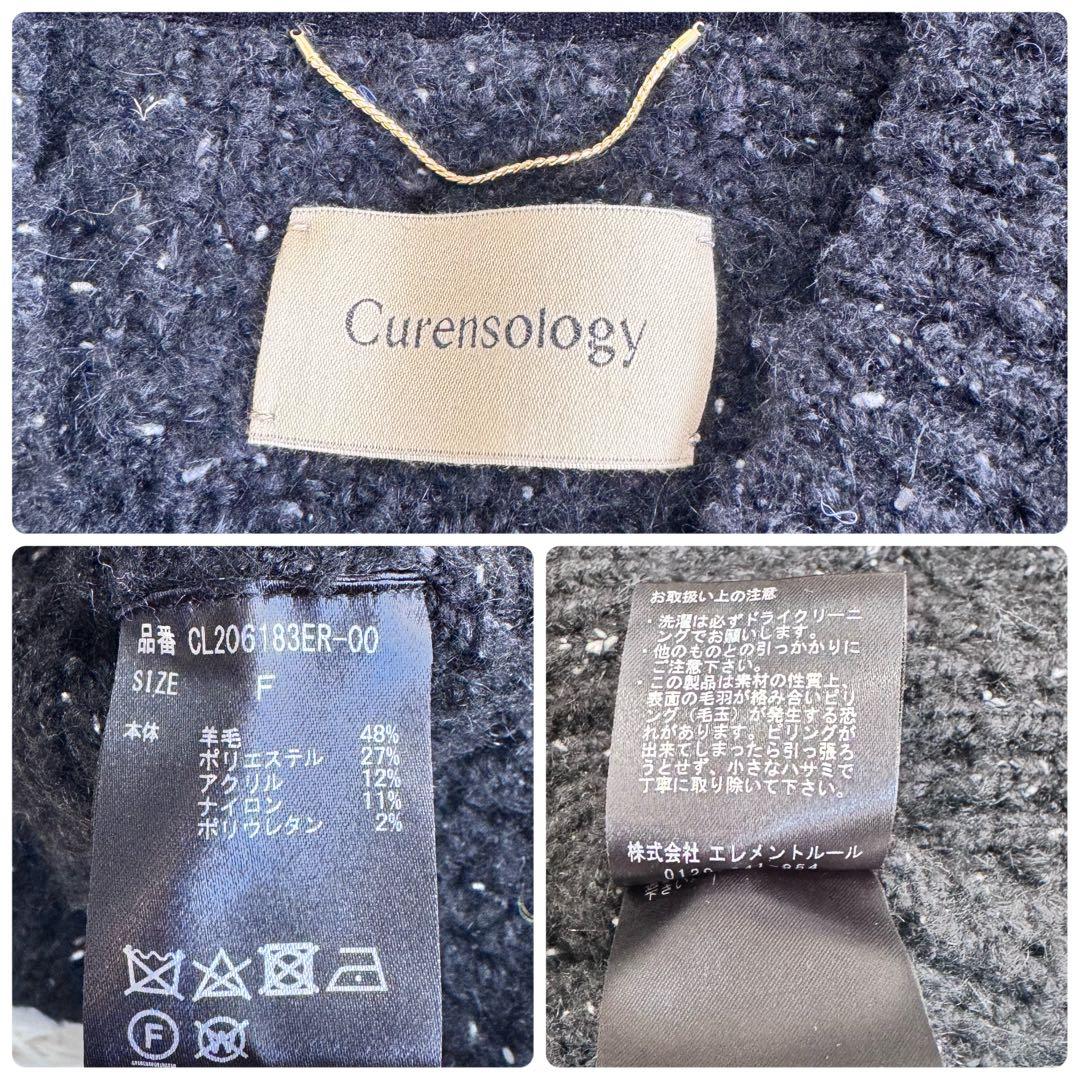 Curensology
品番 CL206183ER-00
SIZE F
本体 羊毛 48%
ポリエステル 27%
アクリル 12%
ナイロン 11%
ポリウレタン 2%
F
W
お取扱い上の注意
・洗濯は必ずドライクリーニ
ングでお願いします。
・他のものとの引っかかりに
ご注意下さい。
・この製品は素材の性質上、
表面の毛羽が絡み合いピリ
ング（毛玉）が発生する恐
れがあります。ピリングが
出来てしまったら引っ張ろ
うとせず、小さなハサミで
丁寧に取り除いて下さい。
株式会社 エレメントルール
下さい